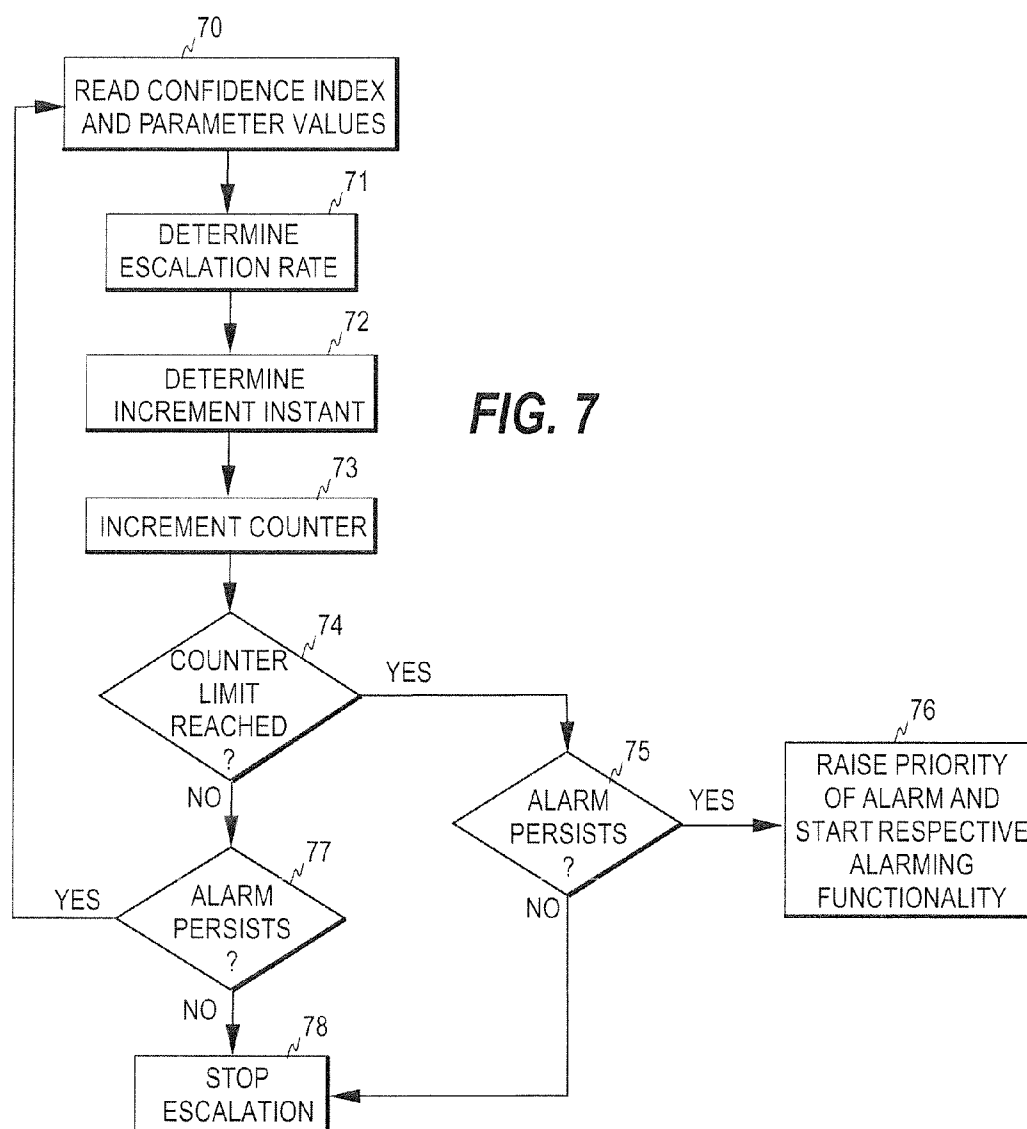 70
READ CONFIDENCE INDEX
AND PARAMETER VALUES
71
DETERMINE
ESCALATION RATE
72
DETERMINE
INCREMENT INSTANT
FIG. 7
73
INCREMENT COUNTER
74
COUNTER
LIMIT
REACHED
?
YES
NO
75
ALARM
PERSISTS
?
YES
NO
76
RAISE PRIORITY
OF ALARM AND
START RESPECTIVE
ALARMING
FUNCTIONALITY
77
ALARM
PERSISTS
?
YES
NO
78
STOP
ESCALATION